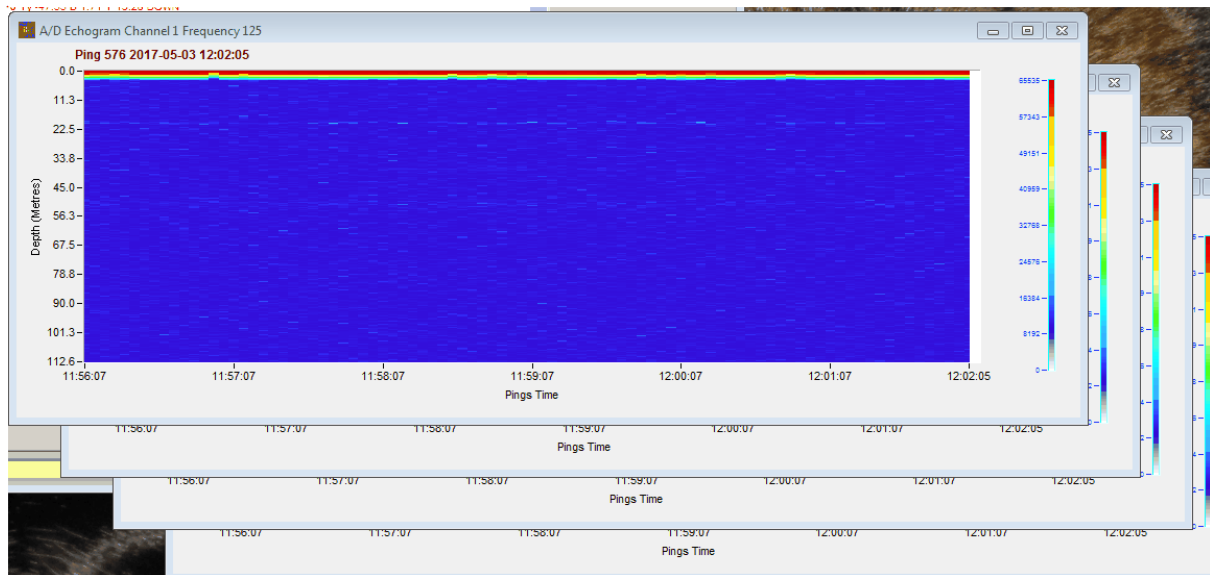 A/D Echogram Channel 1 Frequency 125
Ping 576 2017-05-03 12:02:05
0.0
11.3
22.5
33.8
45.0
56.3
67.5
78.8
90.0
101.3
112.6
Depth (Metres)
11:56:07 11:57:07 11:58:07 11:59:07 12:00:07 12:01:07 12:02:05
Pings Time
65535
57343
49151
40959
32768
24576
16384
8192
0
11:56:07 11:57:07 11:58:07 11:59:07 12:00:07 12:01:07 12:02:05
Pings Time
11:56:07 11:57:07 11:58:07 11:59:07 12:00:07 12:01:07 12:02:05
Pings Time
11:56:07 11:57:07 11:58:07 11:59:07 12:00:07 12:01:07 12:02:05
Pings Time